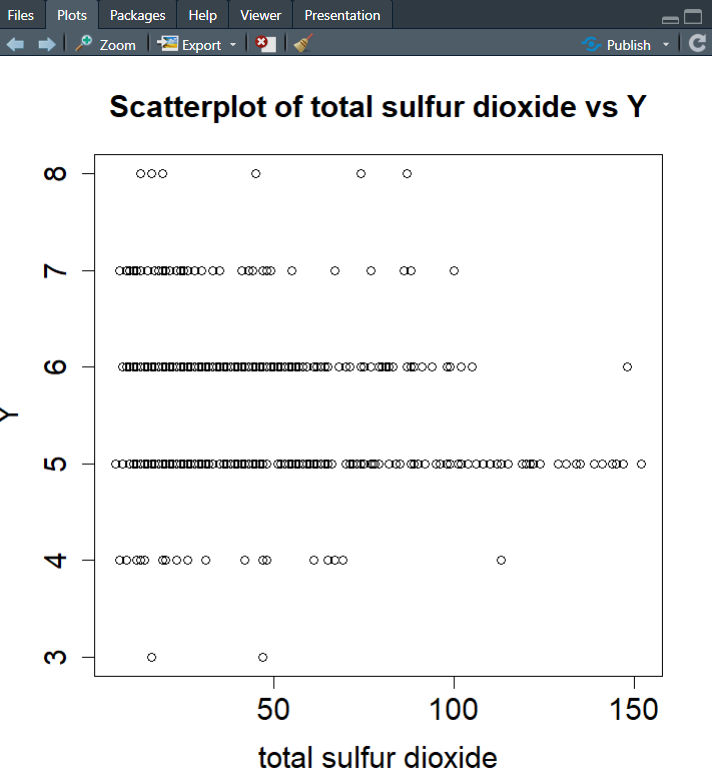 Files Plots Packages Help Viewer Presentation
Zoom Export Publish
Scatterplot of total sulfur dioxide vs Y
8
7
6
Y
5
4
3
50 100 150
total sulfur dioxide